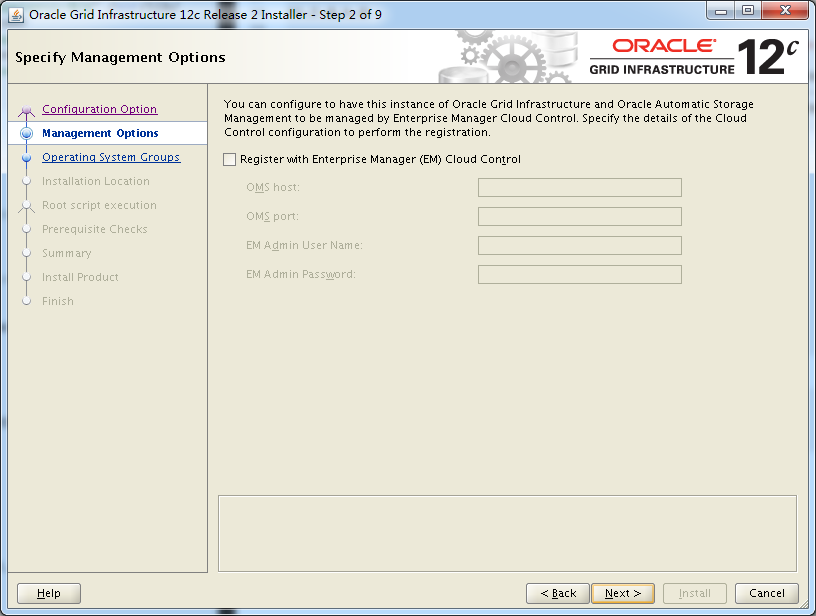 Oracle Grid Infrastructure 12c Release 2 Installer - Step 2 of 9
Specify Management Options
ORACLE
GRID INFRASTRUCTURE
12c
Configuration Option
Management Options
Operating System Groups
Installation Location
Root script execution
Prerequisite Checks
Summary
Install Product
Finish
You can configure to have this instance of Oracle Grid Infrastructure and Oracle Automatic Storage
Management to be managed by Enterprise Manager Cloud Control. Specify the details of the Cloud
Control configuration to perform the registration.
Register with Enterprise Manager (EM) Cloud Control
OMS host:
OMS port:
EM Admin User Name:
EM Admin Password:
Help
< Back
Next >
Install
Cancel